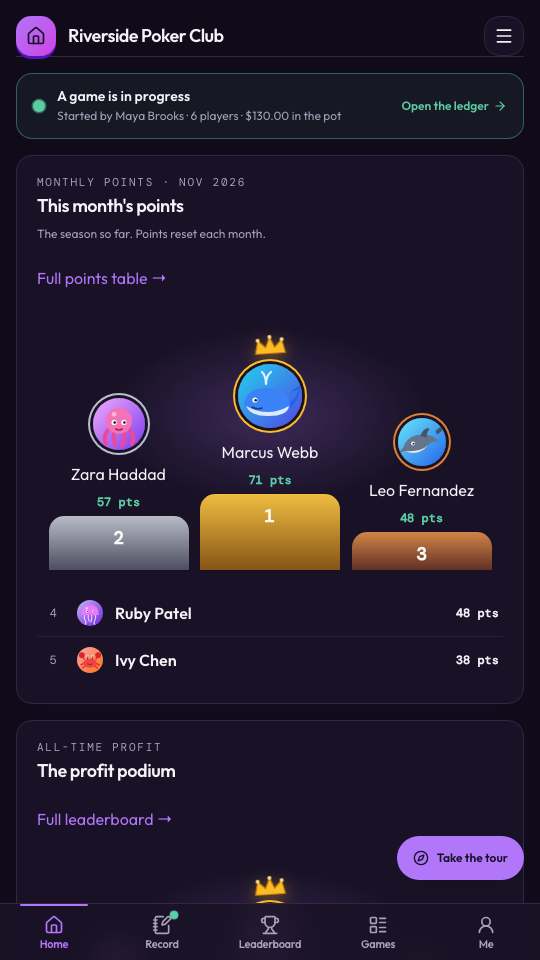 Riverside Poker Club
A game is in progress
Started by Maya Brooks · 6 players · $130.00 in the pot
Open the ledger →
MONTHLY POINTS · NOV 2026
This month's points
The season so far. Points reset each month.
Full points table →
Marcus Webb
71 pts
1
Zara Haddad
57 pts
2
Leo Fernandez
48 pts
3
4 Ruby Patel 48 pts
5 Ivy Chen 38 pts
ALL-TIME PROFIT
The profit podium
Full leaderboard →
Take the tour
Home Record Leaderboard Games Me